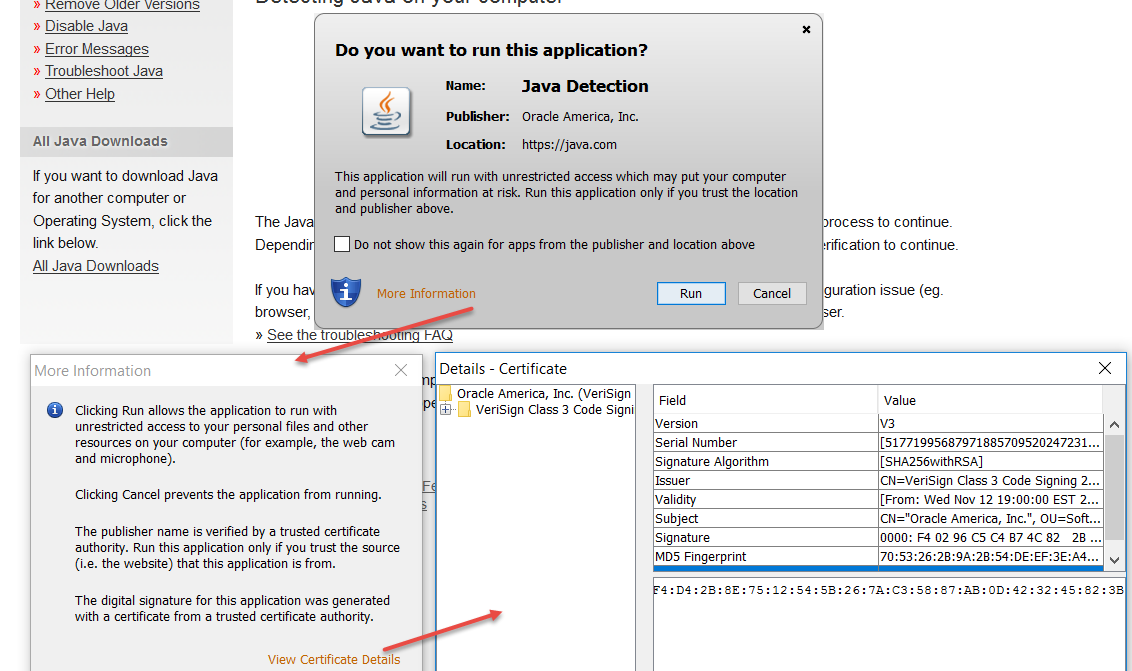 » Remove Older Versions
» Disable Java
» Error Messages
» Troubleshoot Java
» Other Help
All Java Downloads
If you want to download Java
for another computer or
Operating System, click the
link below.
All Java Downloads
Detecting Java on your computer
Do you want to run this application?
Name: Java Detection
Publisher: Oracle America, Inc.
Location: https://java.com
This application will run with unrestricted access which may put your computer
and personal information at risk. Run this application only if you trust the location
and publisher above.
Do not show this again for apps from the publisher and location above
More Information
Run
Cancel
The Java
process to continue.
to continue.
If you
issue (eg.
browser,
» See the troubleshooting FAQ
More Information
Clicking Run allows the application to run with
unrestricted access to your personal files and other
resources on your computer (for example, the web cam
and microphone).
Clicking Cancel prevents the application from running.
The publisher name is verified by a trusted certificate
authority. Run this application only if you trust the source
(i.e. the website) that this application is from.
The digital signature for this application was generated
with a certificate from a trusted certificate authority.
View Certificate Details
Details - Certificate
Oracle America, Inc. (VeriSign
VeriSign Class 3 Code Signi
Field Value
Version V3
Serial Number [51771995687971885709520247231...
Signature Algorithm [SHA256withRSA]
Issuer CN=VeriSign Class 3 Code Signing 2...
Validity [From: Wed Nov 12 19:00:00 EST 2...
Subject CN="Oracle America, Inc.", OU=Soft...
Signature 0000: F4 02 96 C5 C4 B7 4C 82 2B ...
MD5 Fingerprint 70:53:26:2B:9A:2B:54:DE:EF:3E:A4...
F4:D4:2B:8E:75:12:54:5B:26:7A:C3:58:87:AB:0D:42:32:45:82:3B